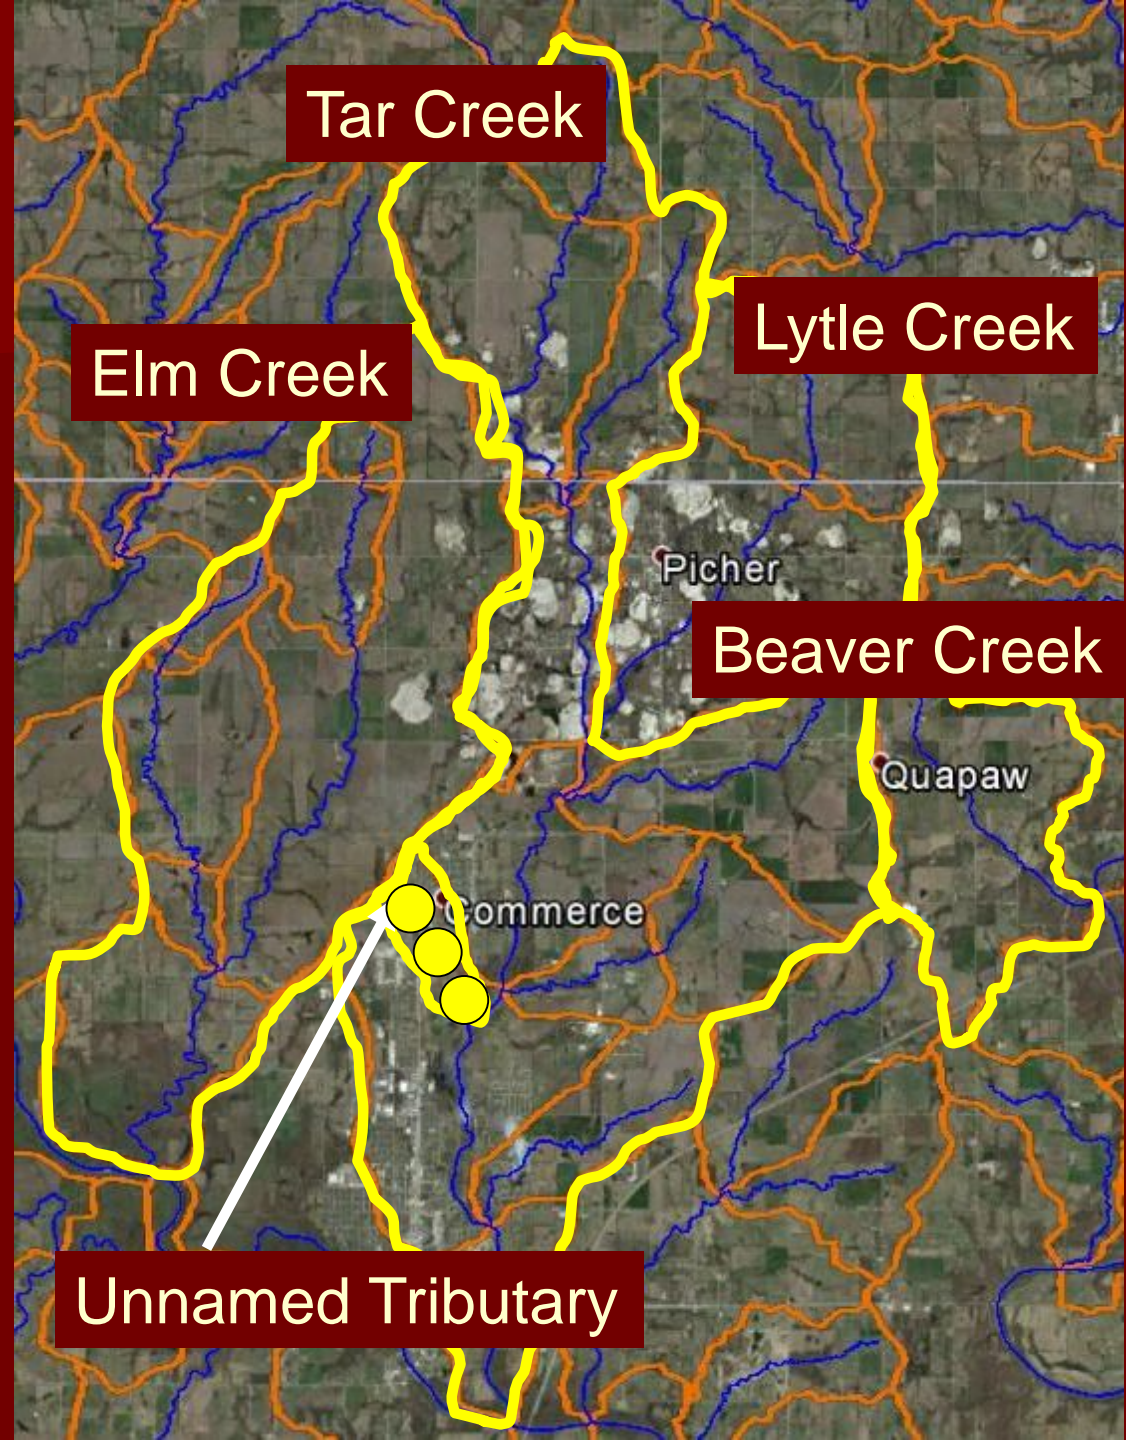 Tar Creek
Lytle Creek
Elm Creek
Picher
Beaver Creek
Quapaw
Commerce
Unnamed Tributary